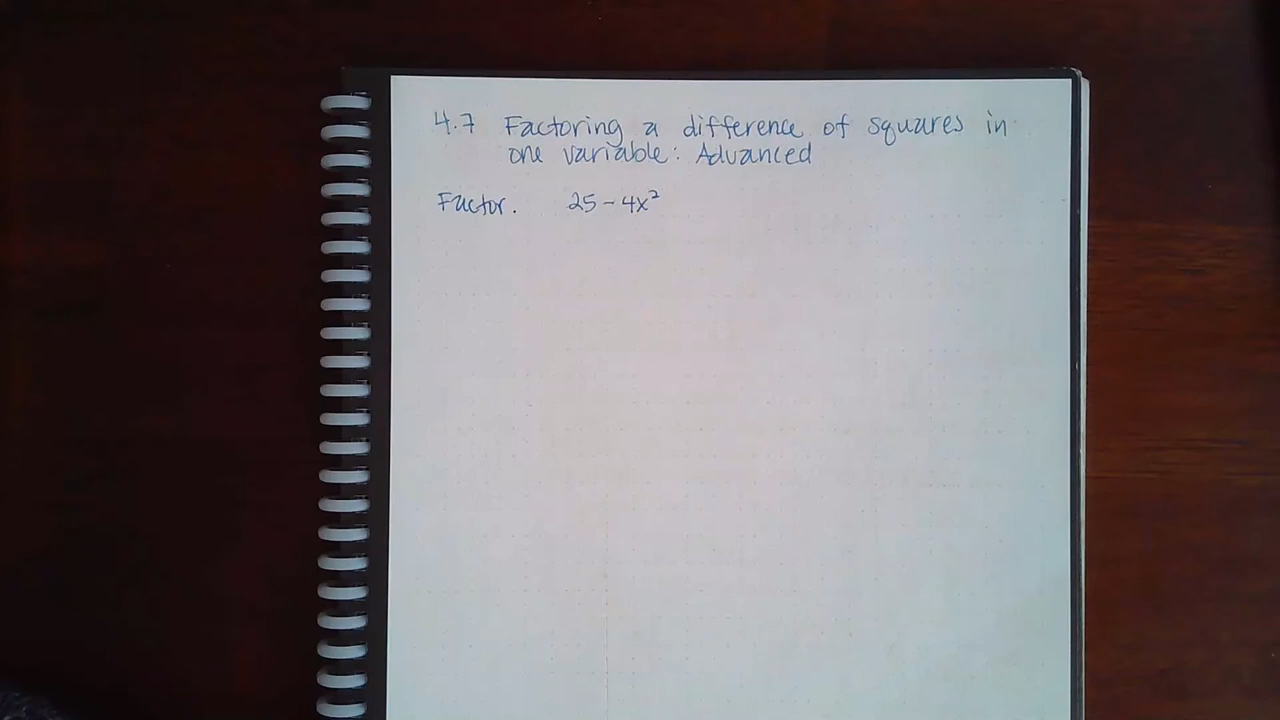 4.7 Factoring a difference of squares in
one variable: Advanced
Factor. 25-4x²